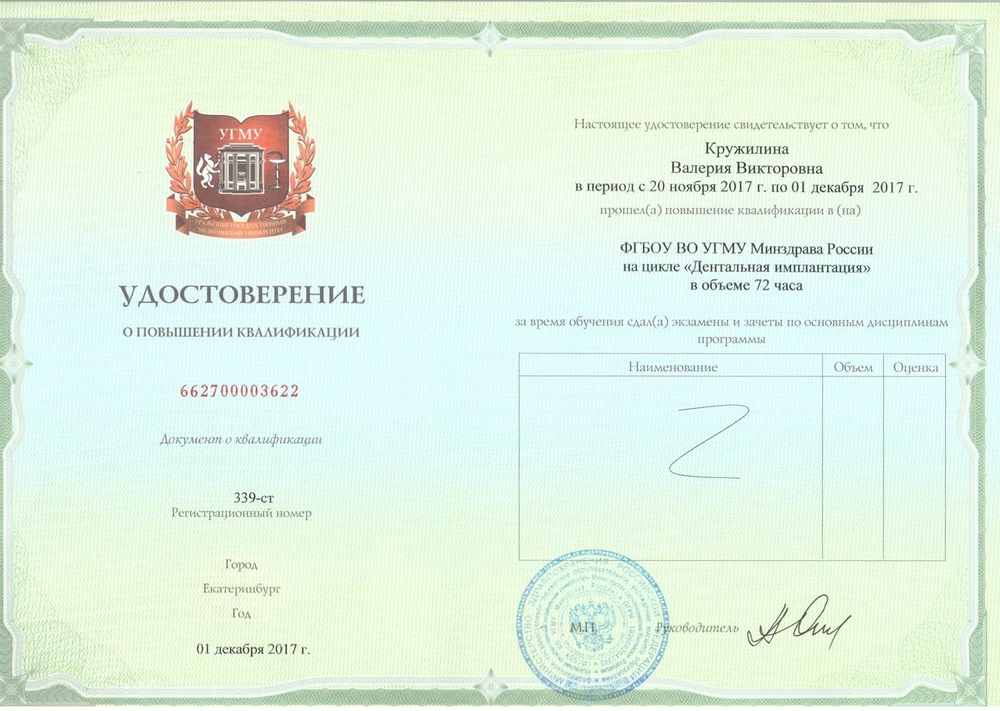 УГМУ
УРАЛЬСКИЙ ГОСУДАРСТВЕННЫЙ
МЕДИЦИНСКИЙ УНИВЕРСИТЕТ
УДОСТОВЕРЕНИЕ
О ПОВЫШЕНИИ КВАЛИФИКАЦИИ
662700003622
Документ о квалификации
339-ст
Регистрационный номер
Город
Екатеринбург
Год
01 декабря 2017 г.
Настоящее удостоверение свидетельствует о том, что
Кружилина
Валерия Викторовна
в период с 20 ноября 2017 г. по 01 декабря 2017 г.
прошел(а) повышение квалификации в (на)
ФГБОУ ВО УГМУ Минздрава России
на цикле «Дентальная имплантация»
в объеме 72 часа
за время обучения сдал(а) экзамены и зачеты по основным дисциплинам
программы
Наименование Объем Оценка
М.П. Руководитель